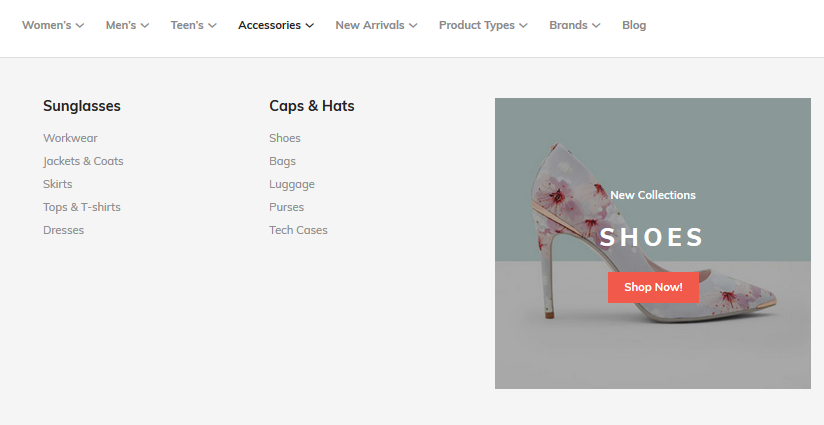 Women's Men's Teen's Accessories New Arrivals Product Types Brands Blog
Sunglasses
Workwear
Jackets & Coats
Skirts
Tops & T-shirts
Dresses
Caps & Hats
Shoes
Bags
Luggage
Purses
Tech Cases
New Collections
SHOES
Shop Now!